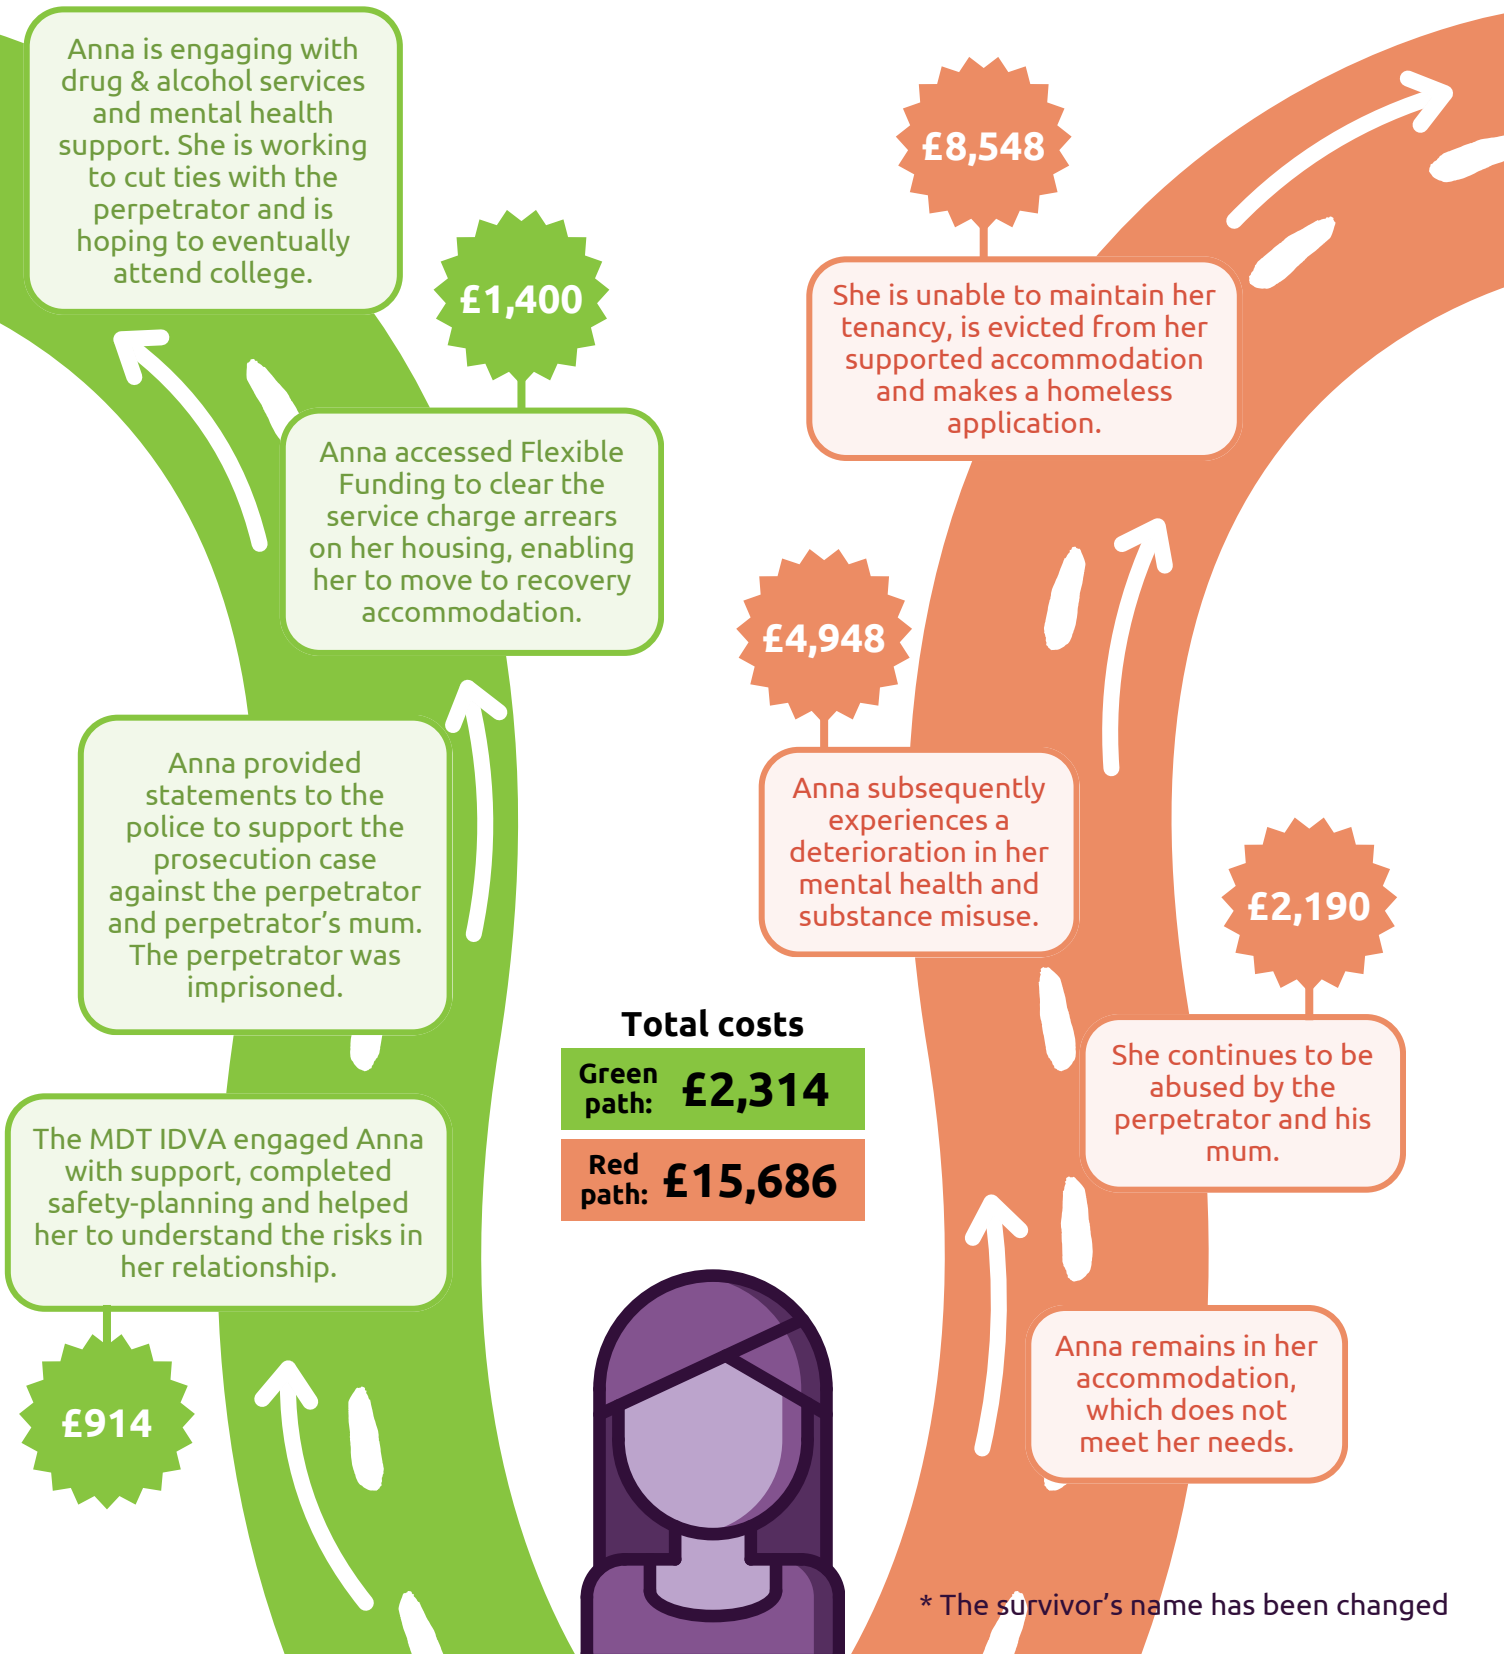 Anna is engaging with
drug & alcohol services
and mental health
support. She is working
to cut ties with the
perpetrator and is
hoping to eventually
attend college.
£1,400
Anna accessed Flexible
Funding to clear the
service charge arrears
on her housing, enabling
her to move to recovery
accommodation.
Anna provided
statements to the
police to support the
prosecution case
against the perpetrator
and perpetrator’s mum.
The perpetrator was
imprisoned.
The MDT IDVA engaged Anna
with support, completed
safety-planning and helped
her to understand the risks in
her relationship.
£914
Total costs
Green
path:
£2,314
Red
path:
£15,686
£8,548
She is unable to maintain her
tenancy, is evicted from her
supported accommodation
and makes a homeless
application.
£4,948
Anna subsequently
experiences a
deterioration in her
mental health and
substance misuse.
£2,190
She continues to be
abused by the
perpetrator and his
mum.
Anna remains in her
accommodation,
which does not
meet her needs.
* The survivor’s name has been changed